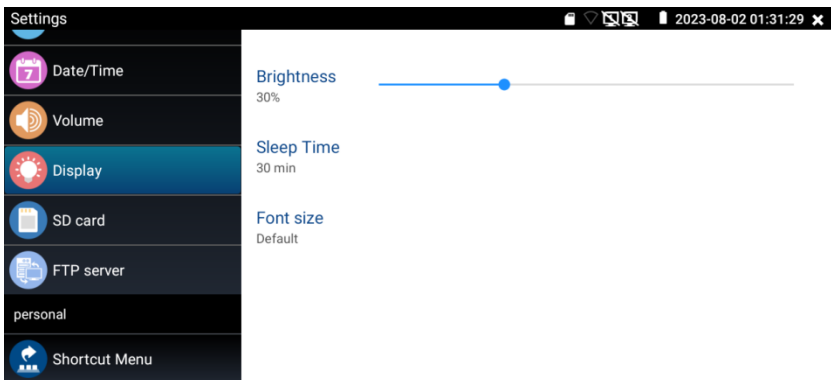 Settings
2023-08-02 01:31:29
7
Date/Time
Volume
Display
SD card
FTP server
personal
Shortcut Menu
Brightness
30%
Sleep Time
30 min
Font size
Default